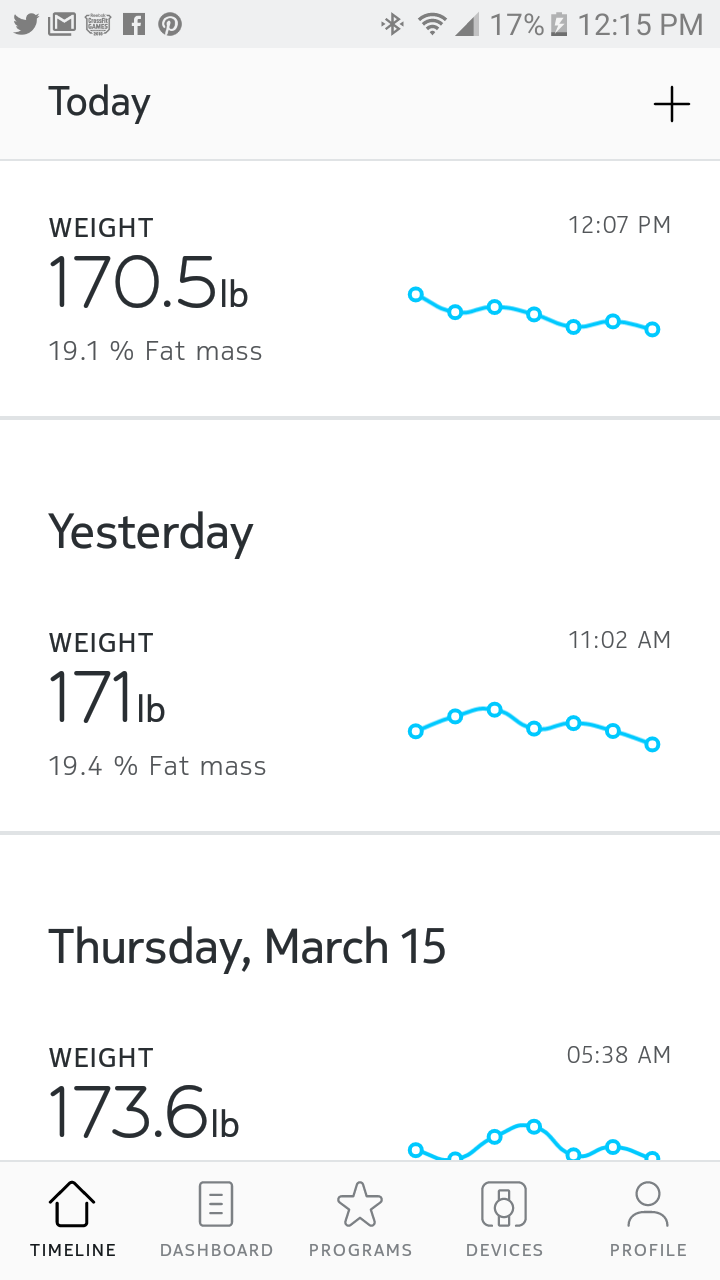 17% 12:15 PM
Today
WEIGHT 12:07 PM
170.5lb
19.1 % Fat mass
Yesterday
WEIGHT 11:02 AM
171lb
19.4 % Fat mass
Thursday, March 15
WEIGHT 05:38 AM
173.6lb
TIMELINE DASHBOARD PROGRAMS DEVICES PROFILE